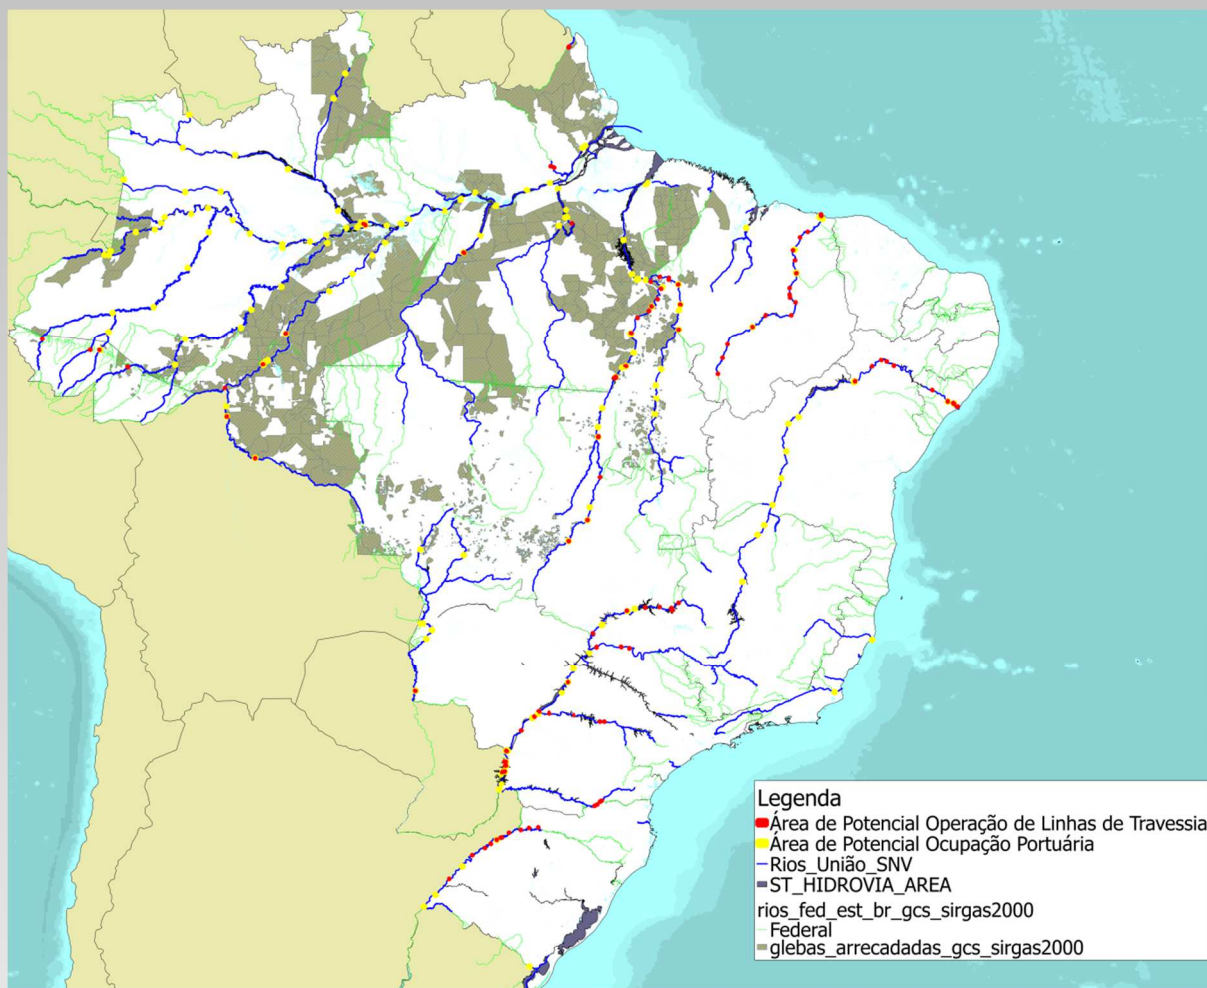 Legenda
Área de Potencial Operação de Linhas de Travessia
Área de Potencial Ocupação Portuária
Rios_União_SNV
ST_HIDROVIA_AREA
rios_fed_est_br_gcs_sirgas2000
Federal
glebas_arrecadadas_gcs_sirgas2000